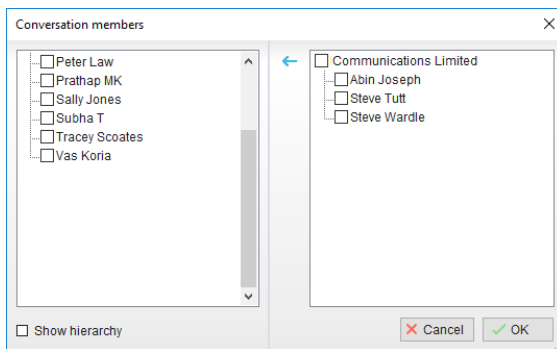 Conversation members
Peter Law
Prathap MK
Sally Jones
Subha T
Tracey Scoates
Vas Koria
Communications Limited
Abin Joseph
Steve Tutt
Steve Wardle
Show hierarchy
Cancel
OK